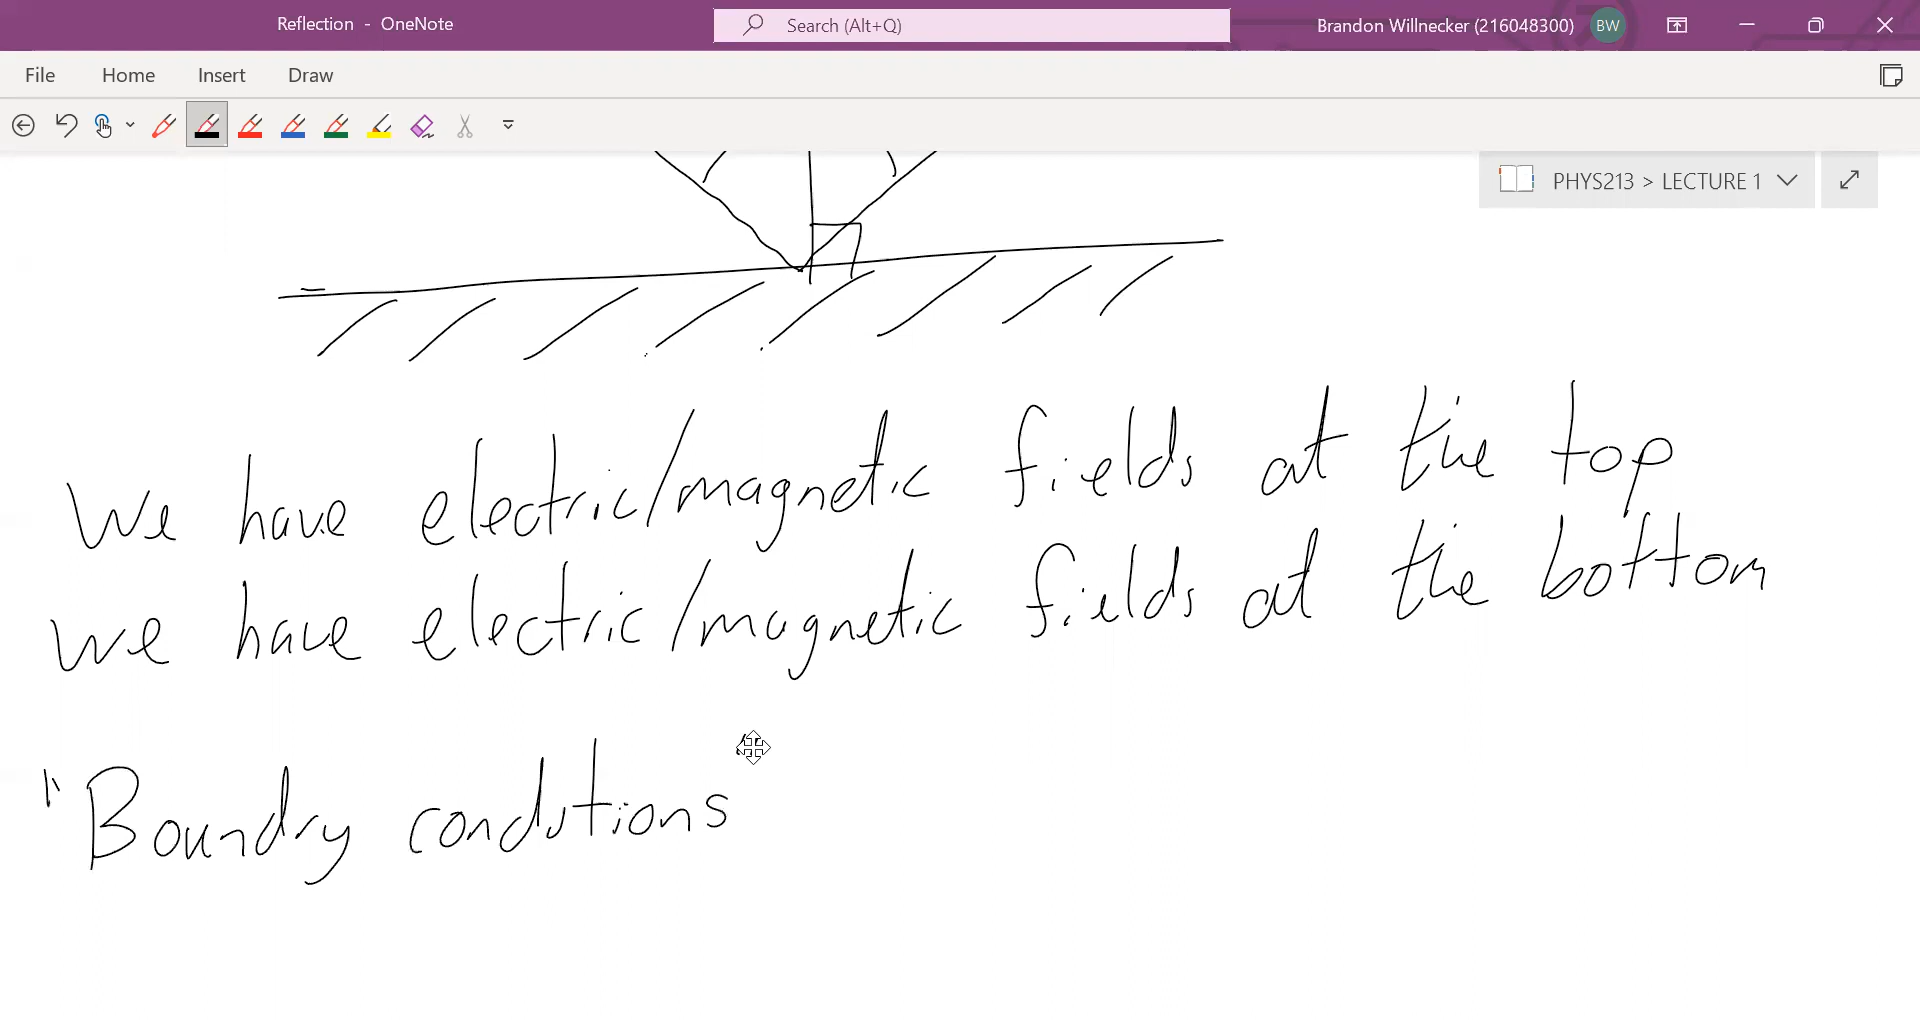 Reflection - OneNote
Search (Alt+Q)
Brandon Willnecker (216048300)
BW
File Home Insert Draw
PHYS213 > LECTURE 1
We have electric/magnetic fields at the top
we have electric/magnetic fields at the bottom
"Boundry conditions"